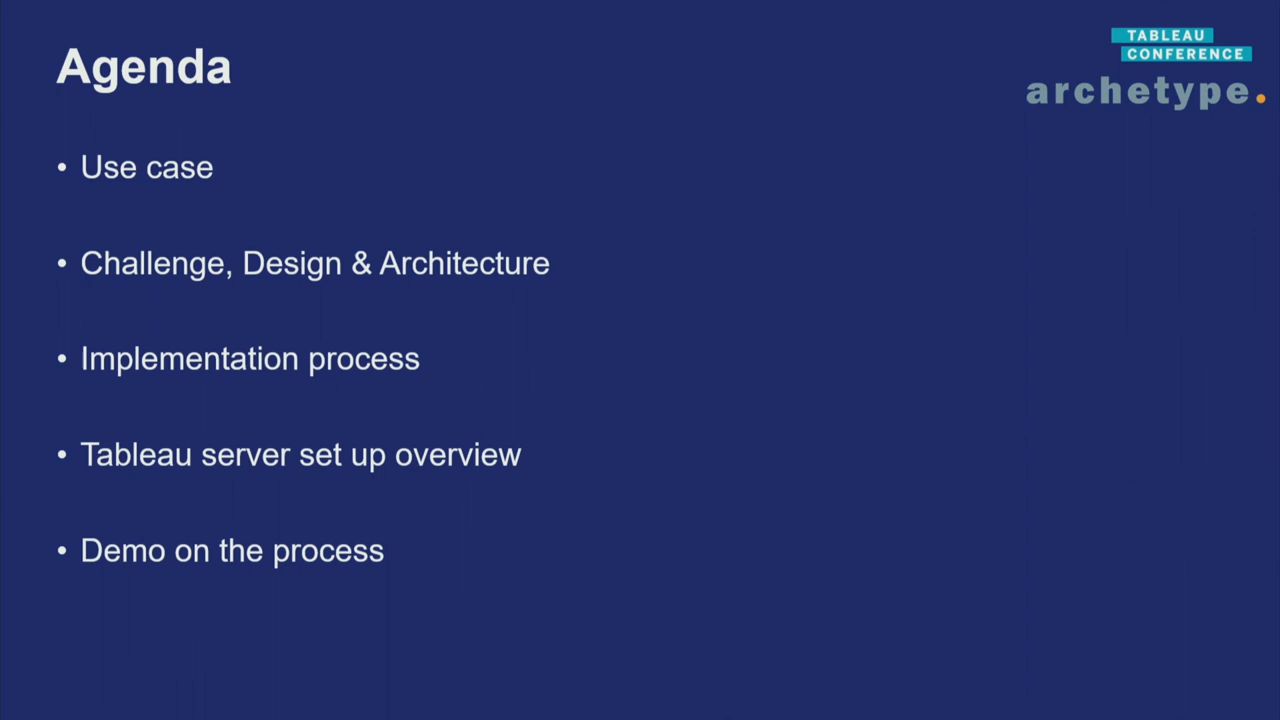 Agenda
TABLEAU
CONFERENCE
archetype.
• Use case
• Challenge, Design & Architecture
• Implementation process
• Tableau server set up overview
• Demo on the process